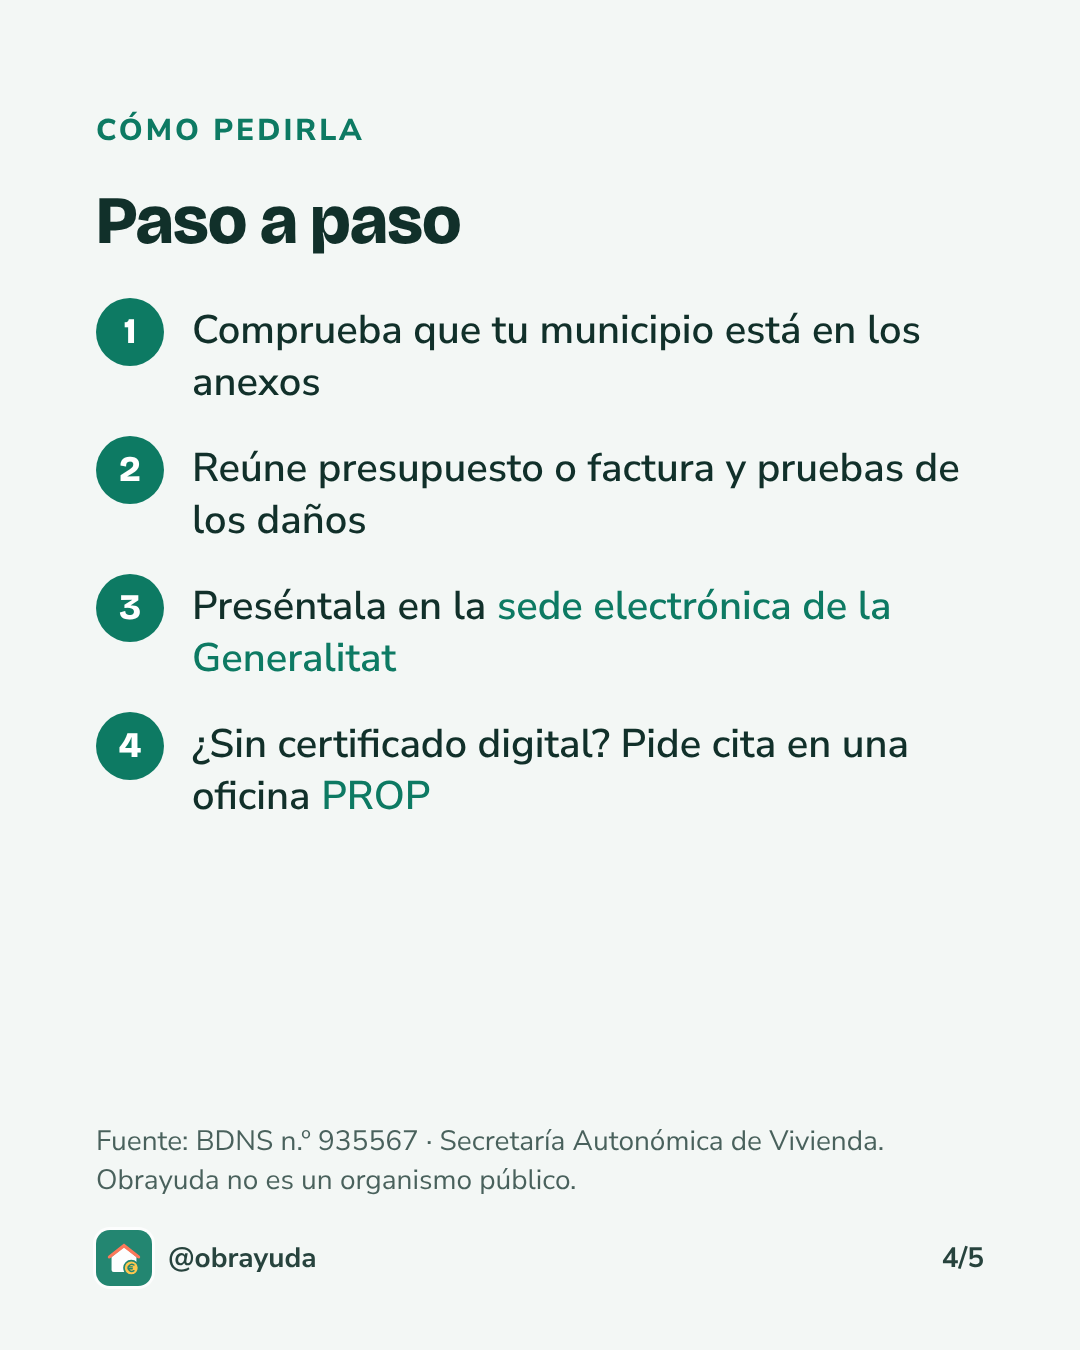 CÓMO PEDIRLA
Paso a paso
1 Comprueba que tu municipio está en los
anexos
2 Reúne presupuesto o factura y pruebas de
los daños
3 Preséntala en la sede electrónica de la
Generalitat
4 ¿Sin certificado digital? Pide cita en una
oficina PROP
Fuente: BDNS n.º 935567 · Secretaría Autonómica de Vivienda.
Obrayuda no es un organismo público.
@obrayuda 4/5